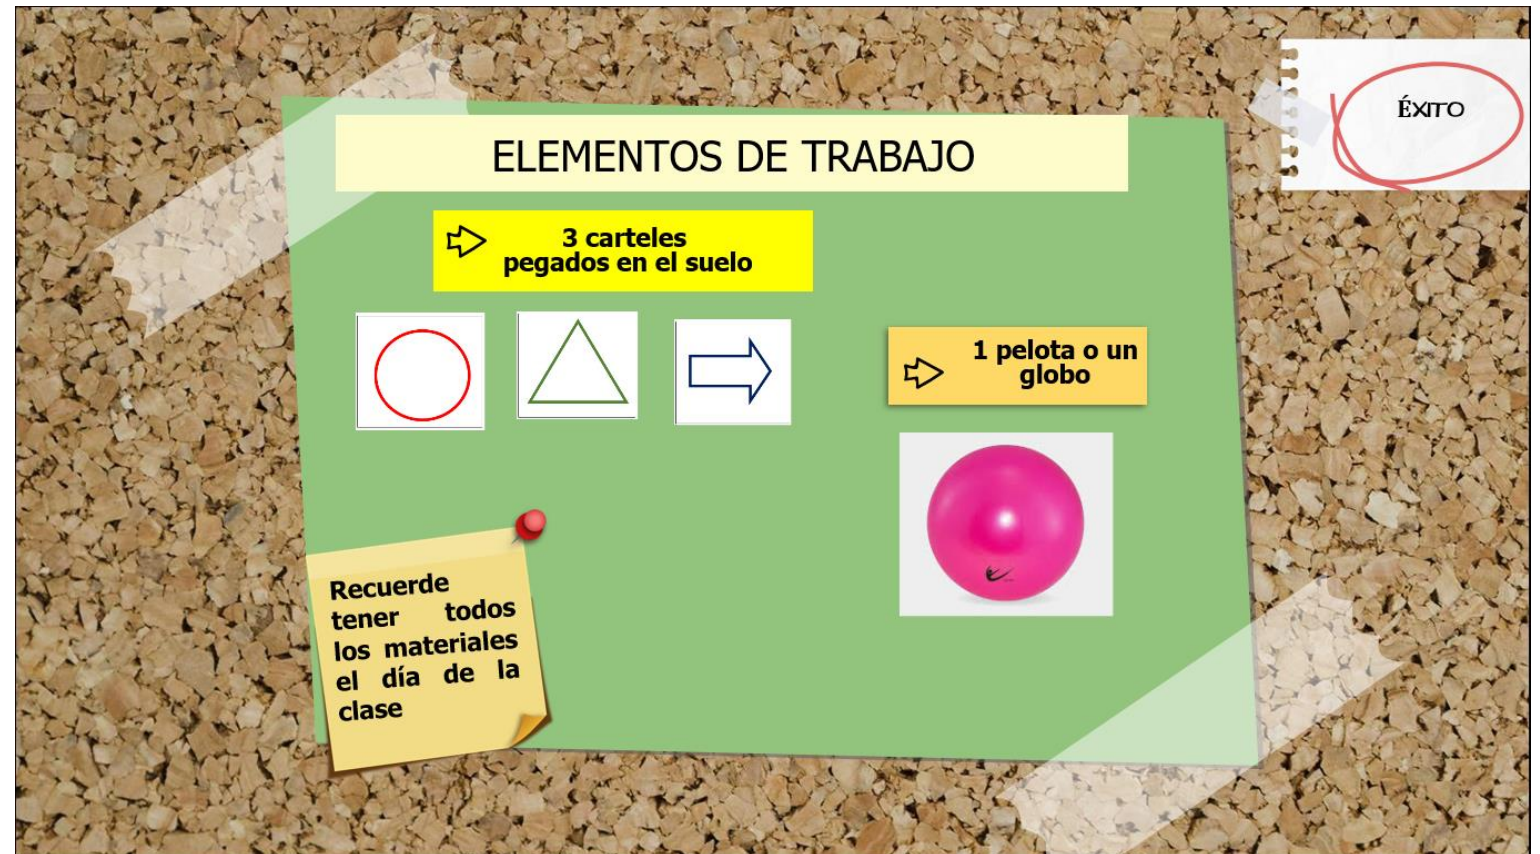 ÉXITO
ELEMENTOS DE TRABAJO
3 carteles
pegados en el suelo
1 pelota o un
globo
Recuerde
tener todos
los materiales
el día de la
clase